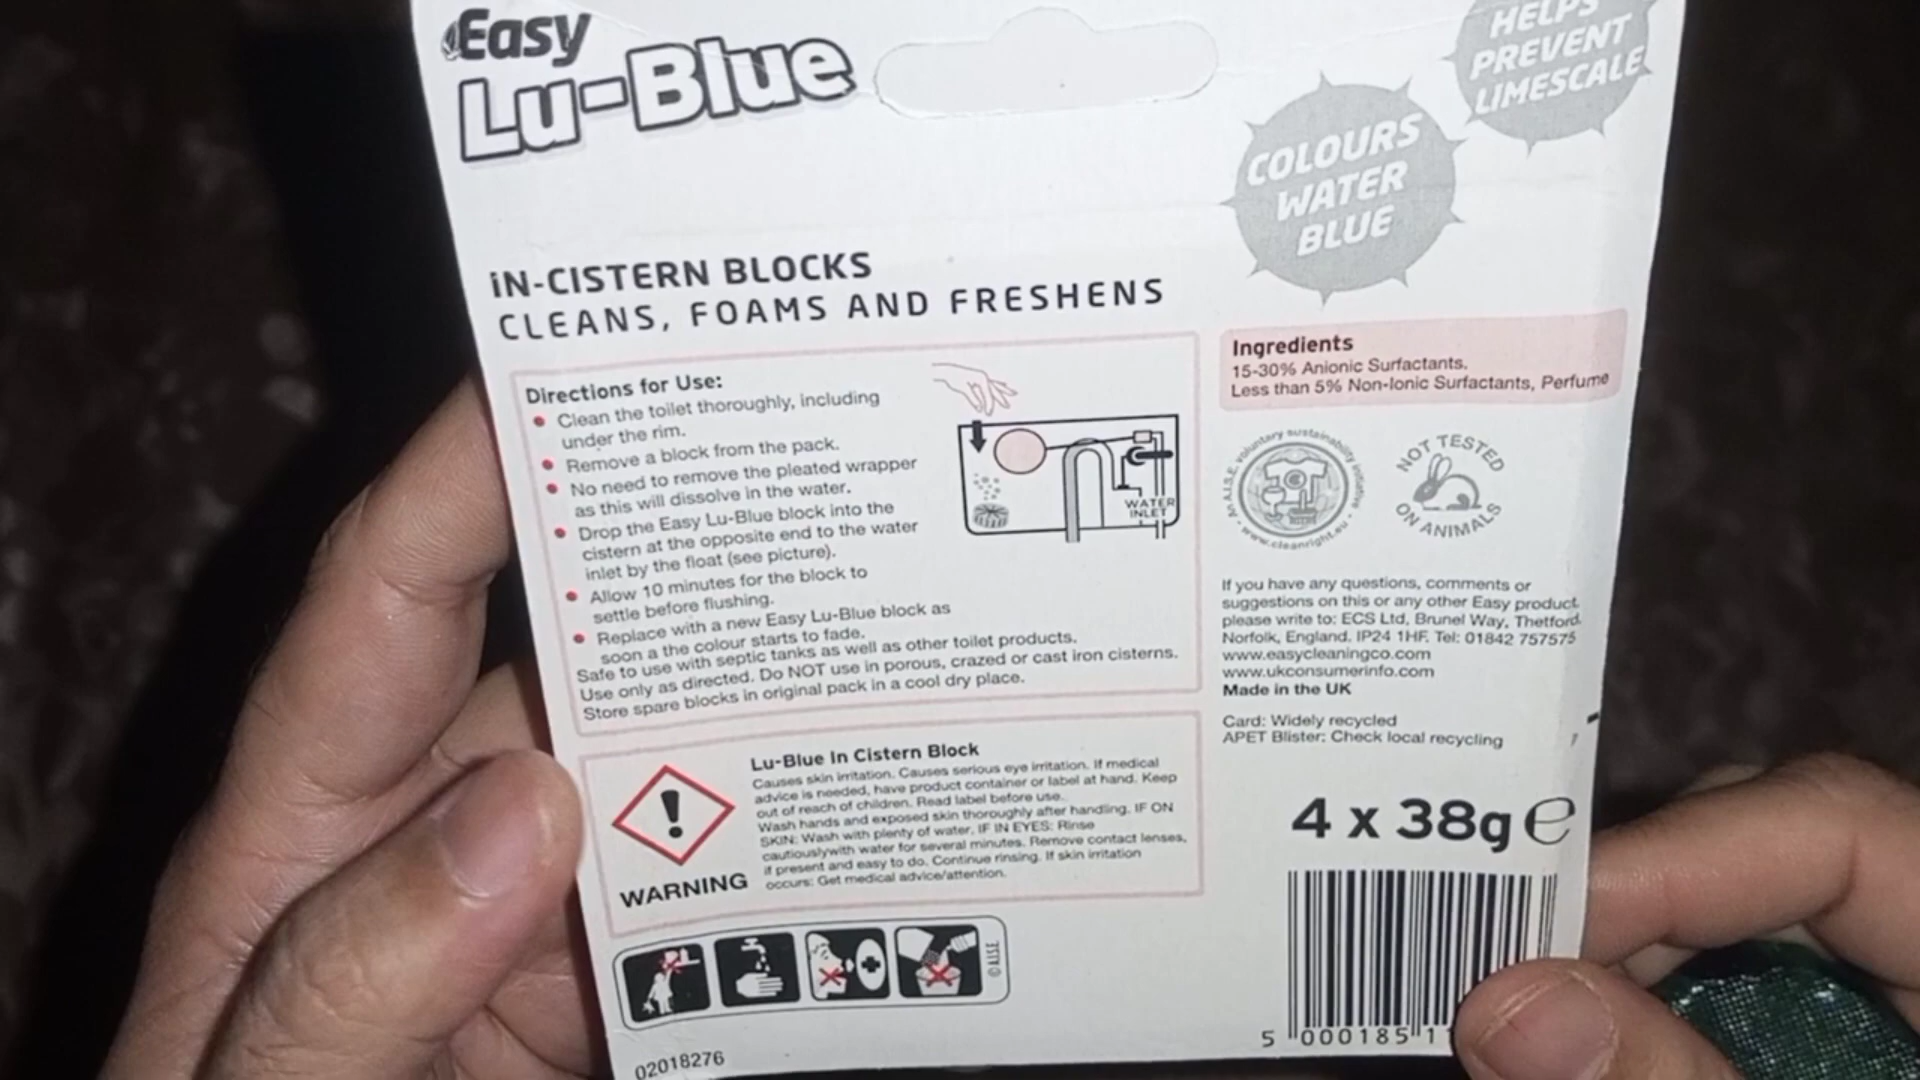 Easy
Lu-Blue
HELPS
PREVENT
LIMESCALE
COLOURS
WATER
BLUE
iN-CISTERN BLOCKS
CLEANS, FOAMS AND FRESHENS
Directions for Use:
• Clean the toilet thoroughly, including
under the rim.
• Remove a block from the pack.
• No need to remove the pleated wrapper
as this will dissolve in the water.
• Drop the Easy Lu-Blue block into the
cistern at the opposite end to the water
inlet by the float (see picture).
• Allow 10 minutes for the block to
settle before flushing.
• Replace with a new Easy Lu-Blue block as
soon a the colour starts to fade.
Safe to use with septic tanks as well as other toilet products.
Use only as directed. Do NOT use in porous, crazed or cast iron cisterns.
Store spare blocks in original pack in a cool dry place.
WATER
INLET
Ingredients
15-30% Anionic Surfactants.
Less than 5% Non-Ionic Surfactants, Perfume
A.I.S.E. voluntary sustainability initiative
www.cleanright.eu
NOT TESTED
ON ANIMALS
If you have any questions, comments or
suggestions on this or any other Easy product
please write to: ECS Ltd, Brunel Way, Thetford,
Norfolk, England. IP24 1HF. Tel: 01842 757575
www.easycleaningco.com
www.ukconsumerinfo.com
Made in the UK
Card: Widely recycled
APET Blister: Check local recycling
Lu-Blue In Cistern Block
Causes skin irritation. Causes serious eye irritation. If medical
advice is needed, have product container or label at hand. Keep
out of reach of children. Read label before use.
Wash hands and exposed skin thoroughly after handling. IF ON
SKIN: Wash with plenty of water. IF IN EYES: Rinse
cautiouslywith water for several minutes. Remove contact lenses,
if present and easy to do. Continue rinsing. If skin irritation
occurs: Get medical advice/attention.
WARNING
© A.I.S.E.
4 x 38g e
5 000185 1
02018276